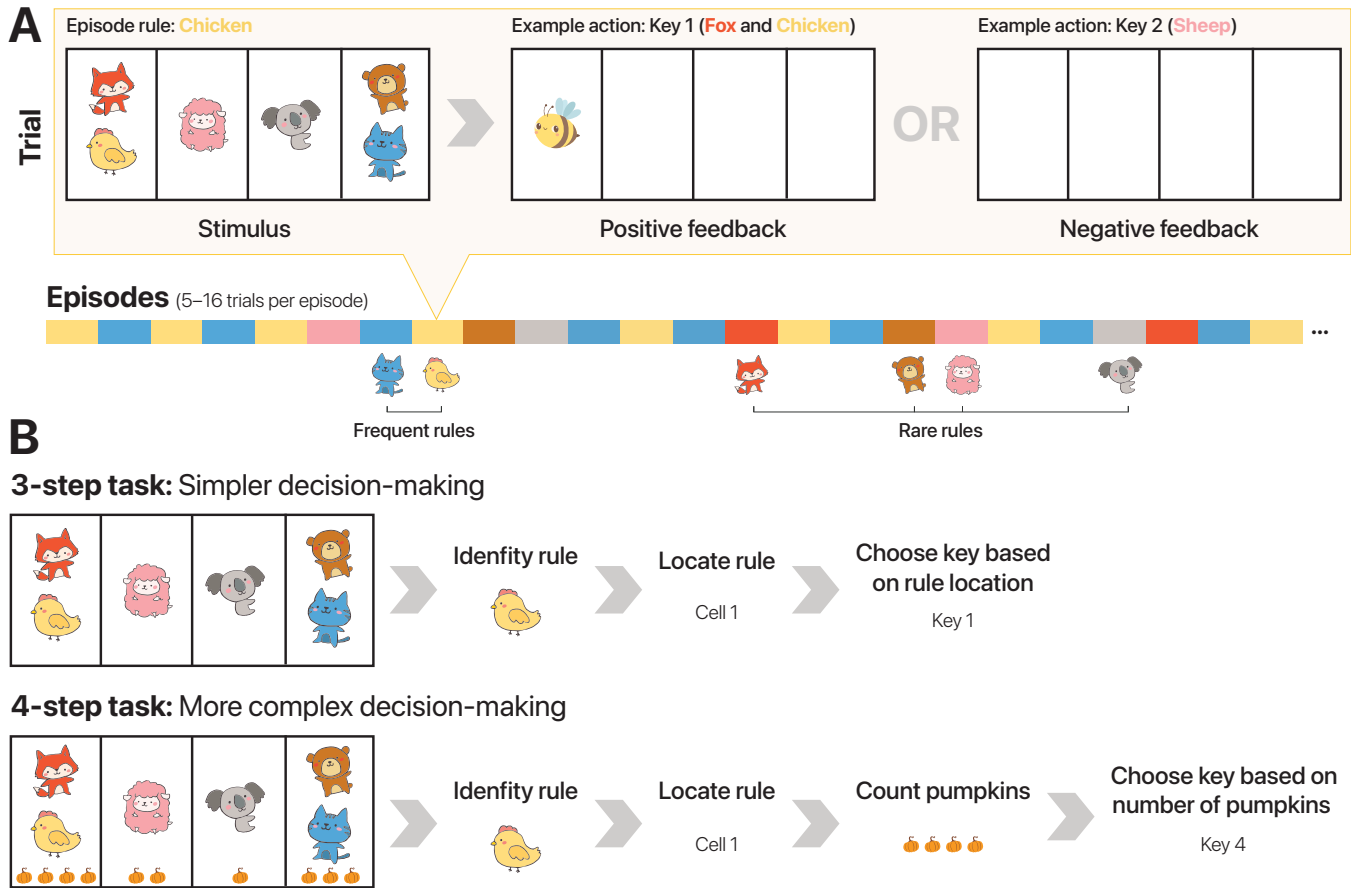 A
Trial
Episode rule: Chicken
Example action: Key 1 (Fox and Chicken)
Example action: Key 2 (Sheep)
OR
Stimulus
Positive feedback
Negative feedback
Episodes (5–16 trials per episode)
...
Frequent rules
Rare rules
B
3-step task: Simpler decision-making
Idenfity rule
Locate rule
Cell 1
Choose key based
on rule location
Key 1
4-step task: More complex decision-making
Idenfity rule
Locate rule
Cell 1
Count pumpkins
Choose key based on
number of pumpkins
Key 4